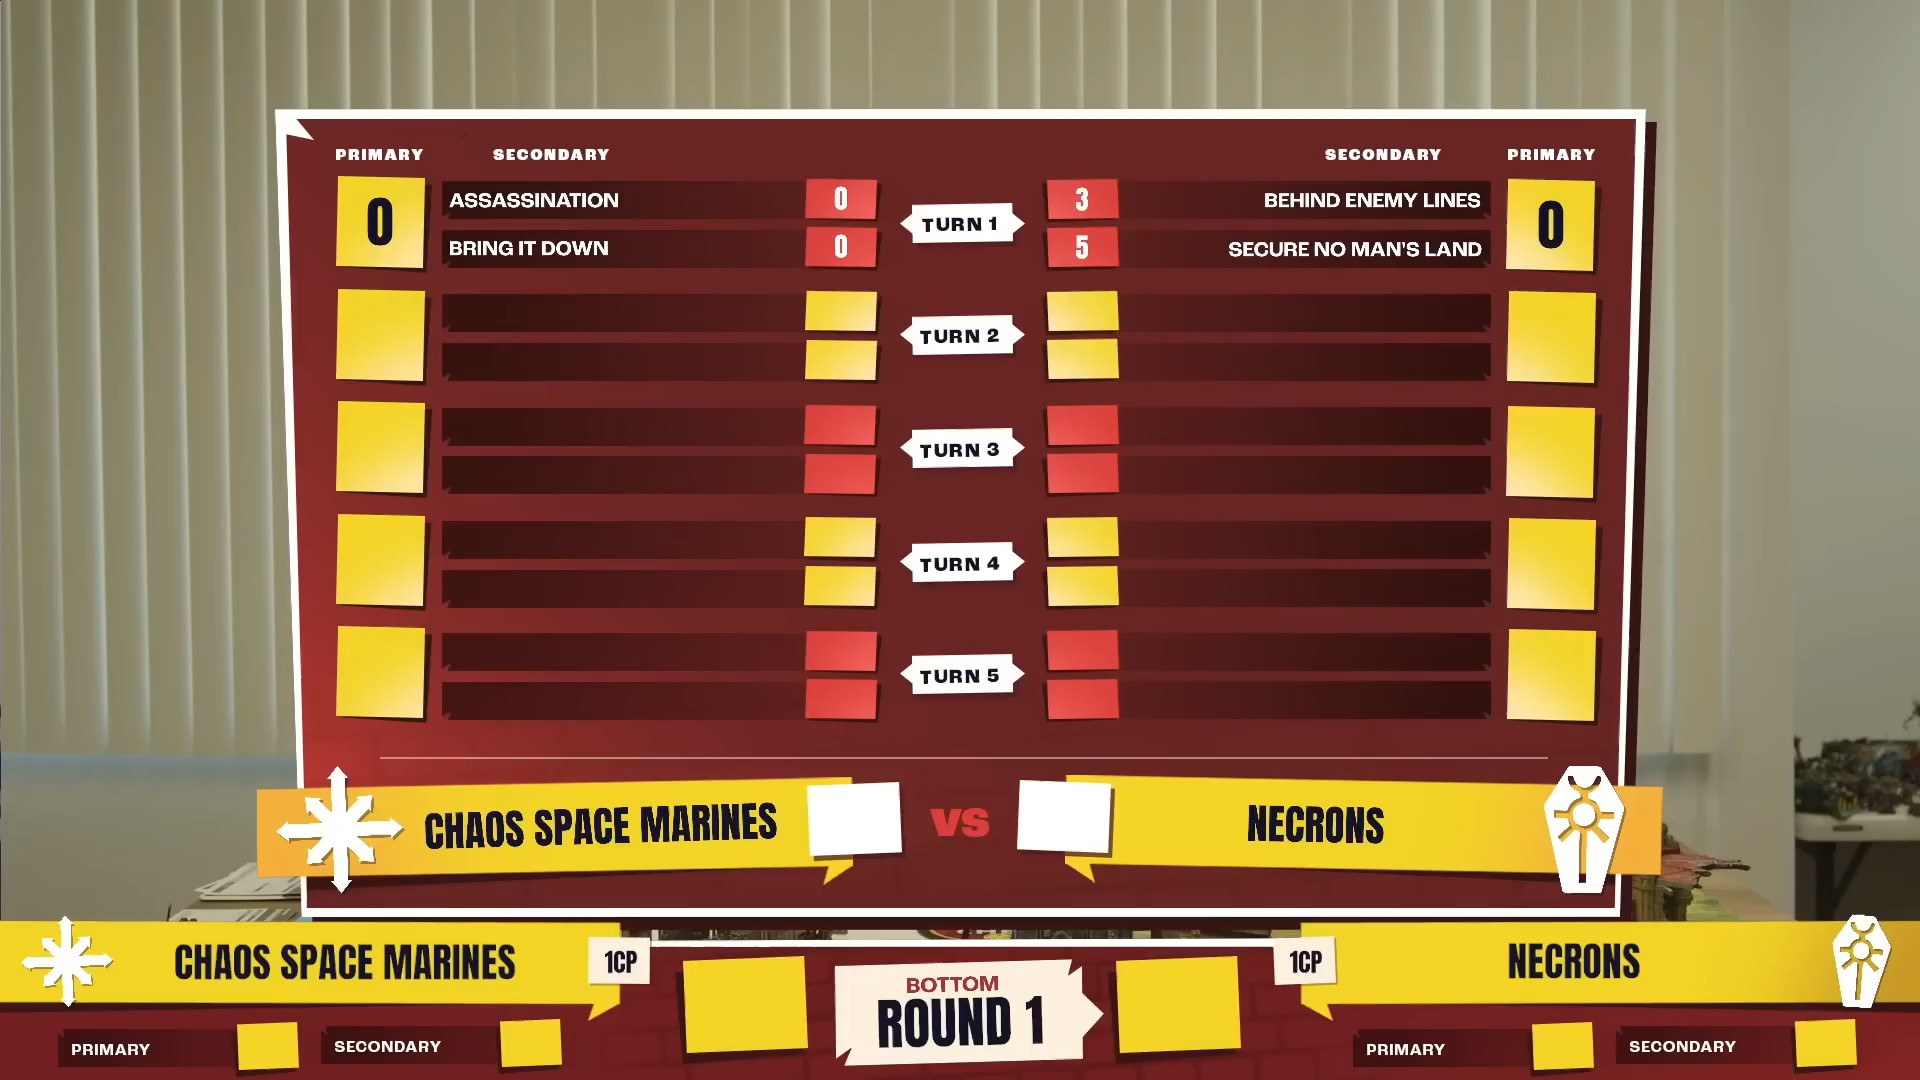 PRIMARY SECONDARY SECONDARY PRIMARY
0 ASSASSINATION 0 TURN 1 3 BEHIND ENEMY LINES 0
BRING IT DOWN 0 5 SECURE NO MAN'S LAND
TURN 2
TURN 3
TURN 4
TURN 5
CHAOS SPACE MARINES VS NECRONS
CHAOS SPACE MARINES 1CP 1CP NECRONS
BOTTOM
ROUND 1
PRIMARY SECONDARY PRIMARY SECONDARY